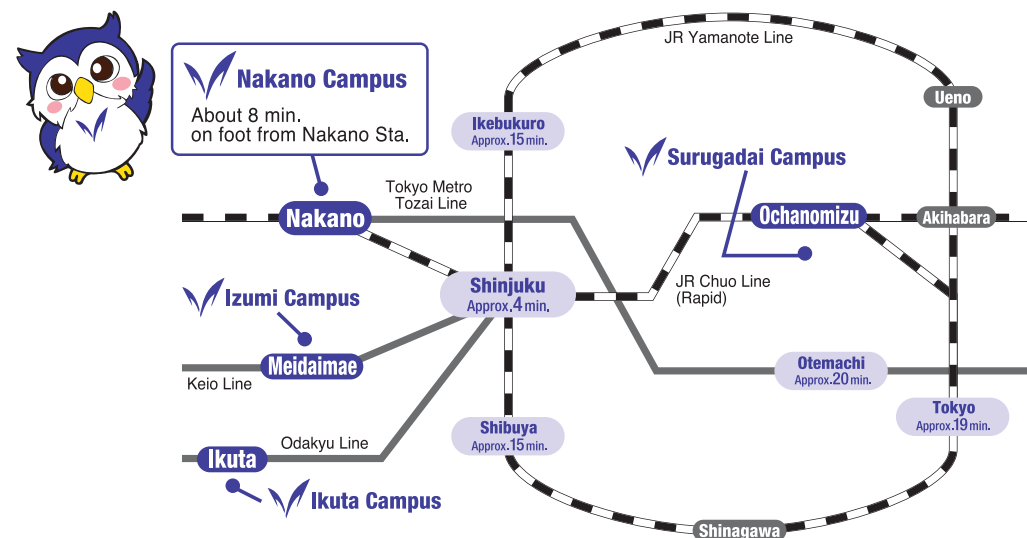 Nakano Campus
About 8 min.
on foot from Nakano Sta.
JR Yamanote Line
Ueno
Ikebukuro
Approx.15 min.
Surugadai Campus
Tokyo Metro
Tozai Line
Nakano
Ochanomizu
Akihabara
Shinjuku
Approx.4 min.
JR Chuo Line
(Rapid)
Izumi Campus
Meidaimae
Keio Line
Otemachi
Approx.20 min.
Tokyo
Approx.19 min.
Shibuya
Approx.15 min.
Odakyu Line
Ikuta
Ikuta Campus
Shinagawa